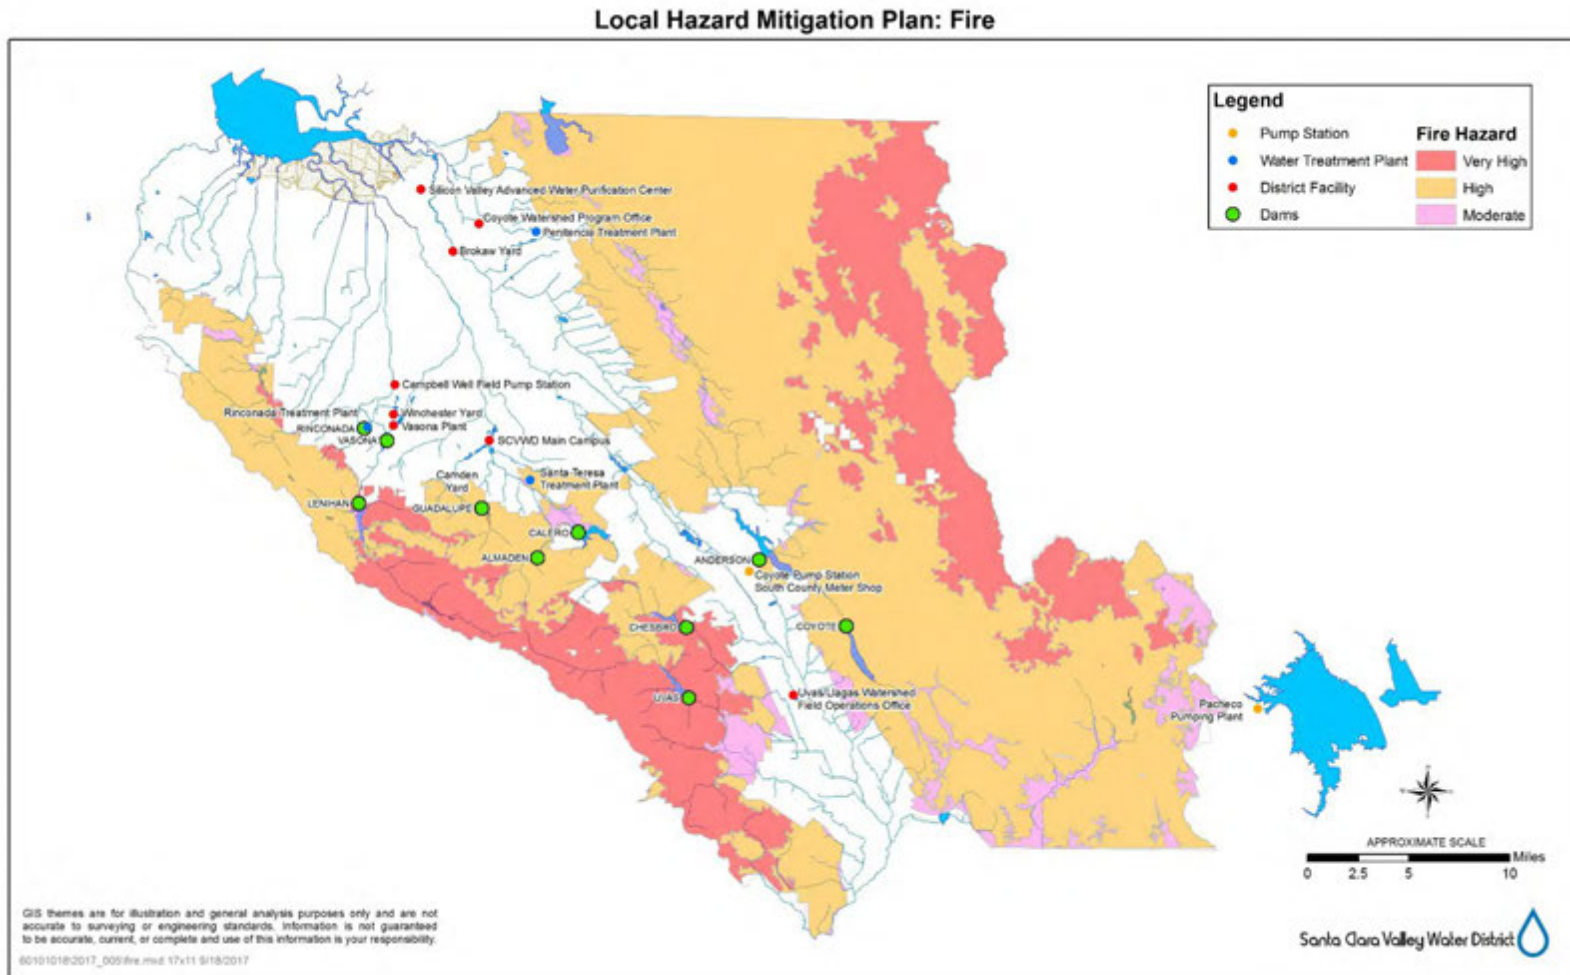 Local Hazard Mitigation Plan: Fire
Legend
Pump Station
Water Treatment Plant
District Facility
Dams
Fire Hazard
Very High
High
Moderate
Silicon Valley Advanced Water Purification Center
Coyote Watershed Program Office
Penitencia Treatment Plant
Brokaw Yard
Campbell Well Field Pump Station
Rinconada Treatment Plant
Winchester Yard
RINCONADA
Vasona Plant
VASONA
SCVWD Main Campus
Camden
Yard
Santa Teresa
Treatment Plant
LENIHAN
GUADALUPE
CALERO
ALMADEN
ANDERSON
Coyote Pump Station
South County Meter Shop
CHESBRO
COYOTE
UVAS
Uvas/Llagas Watershed
Field Operations Office
Pacheco
Pumping Plant
APPROXIMATE SCALE
Miles
0 2.5 5 10
GIS themes are for illustration and general analysis purposes only and are not
accurate to surveying or engineering standards. Information is not guaranteed
to be accurate, current, or complete and use of this information is your responsibility.
Santa Clara Valley Water District